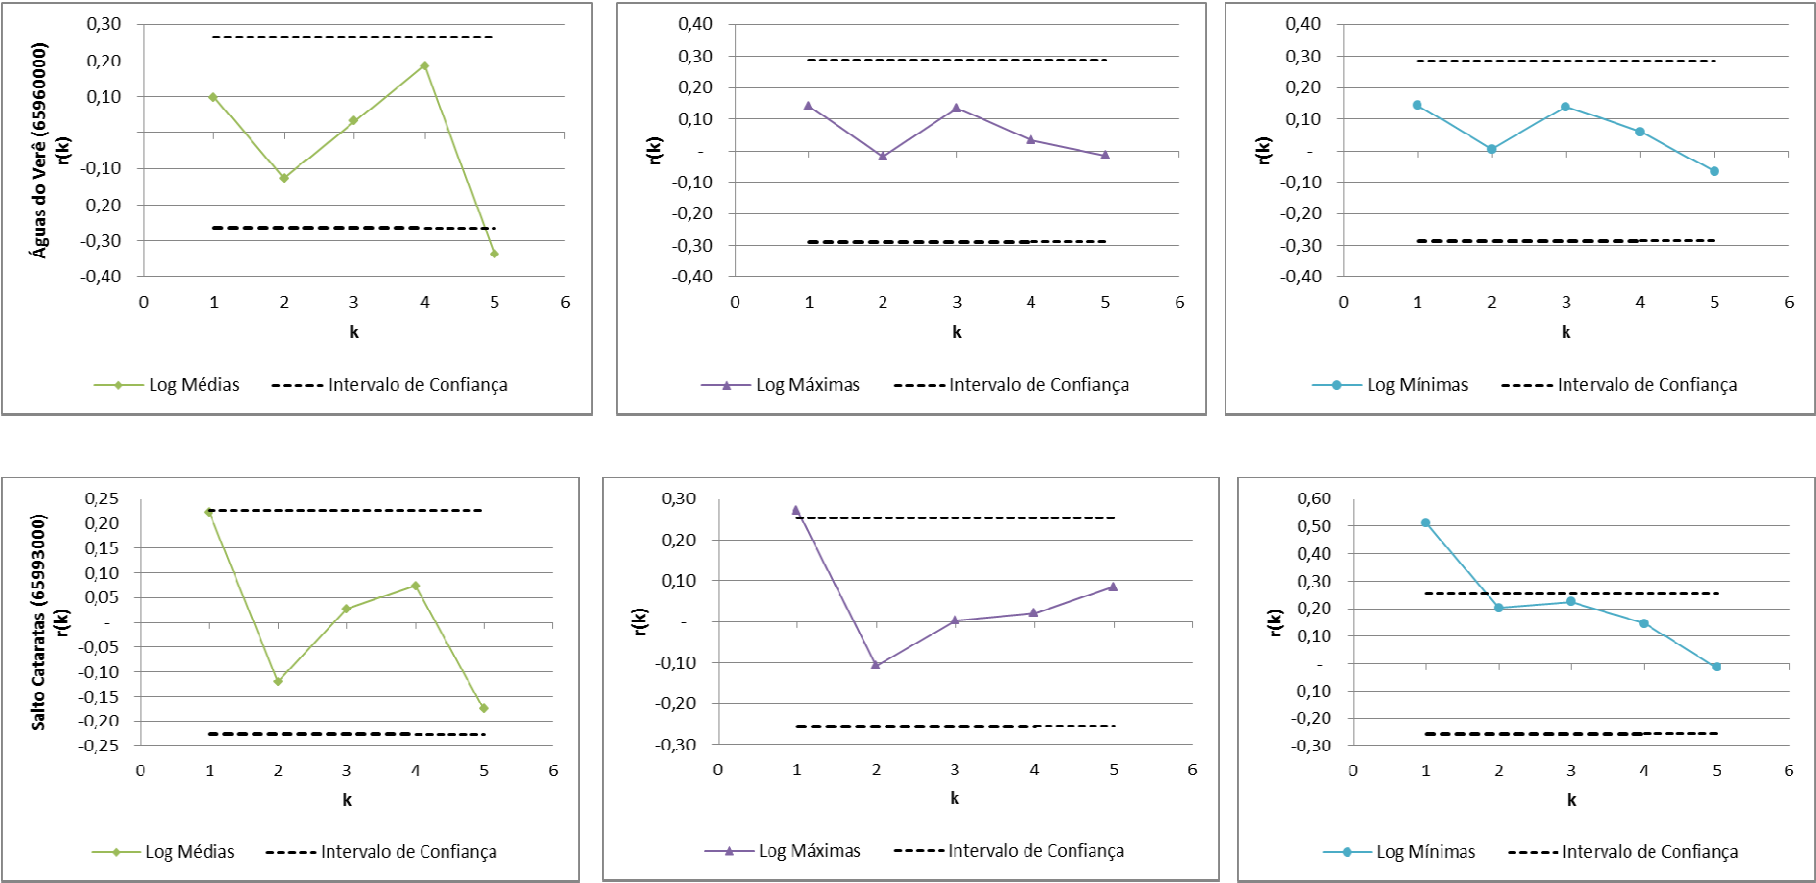 Águas do Verê (65960000)
r(k)
0,30
0,20
0,10
-0,10
0,20
-0,30
-0,40
0 1 2 3 4 5 6
k
Log Médias Intervalo de Confiança
r(k)
0,40
0,30
0,20
0,10
-
-0,10
-0,20
-0,30
-0,40
0 1 2 3 4 5 6
k
Log Máximas Intervalo de Confiança
r(k)
0,40
0,30
0,20
0,10
-
-0,10
-0,20
-0,30
-0,40
0 1 2 3 4 5 6
k
Log Mínimas Intervalo de Confiança
Salto Cataratas (65993000)
r(k)
0,25
0,20
0,15
0,10
0,05
-
-0,05
-0,10
-0,15
-0,20
-0,25
0 1 2 3 4 5 6
k
Log Médias Intervalo de Confiança
r(k)
0,30
0,20
0,10
-
-0,10
-0,20
-0,30
0 1 2 3 4 5 6
k
Log Máximas Intervalo de Confiança
r(k)
0,60
0,50
0,40
0,30
0,20
0,10
-
0,10
-0,20
-0,30
0 1 2 3 4 5 6
k
Log Mínimas Intervalo de Confiança